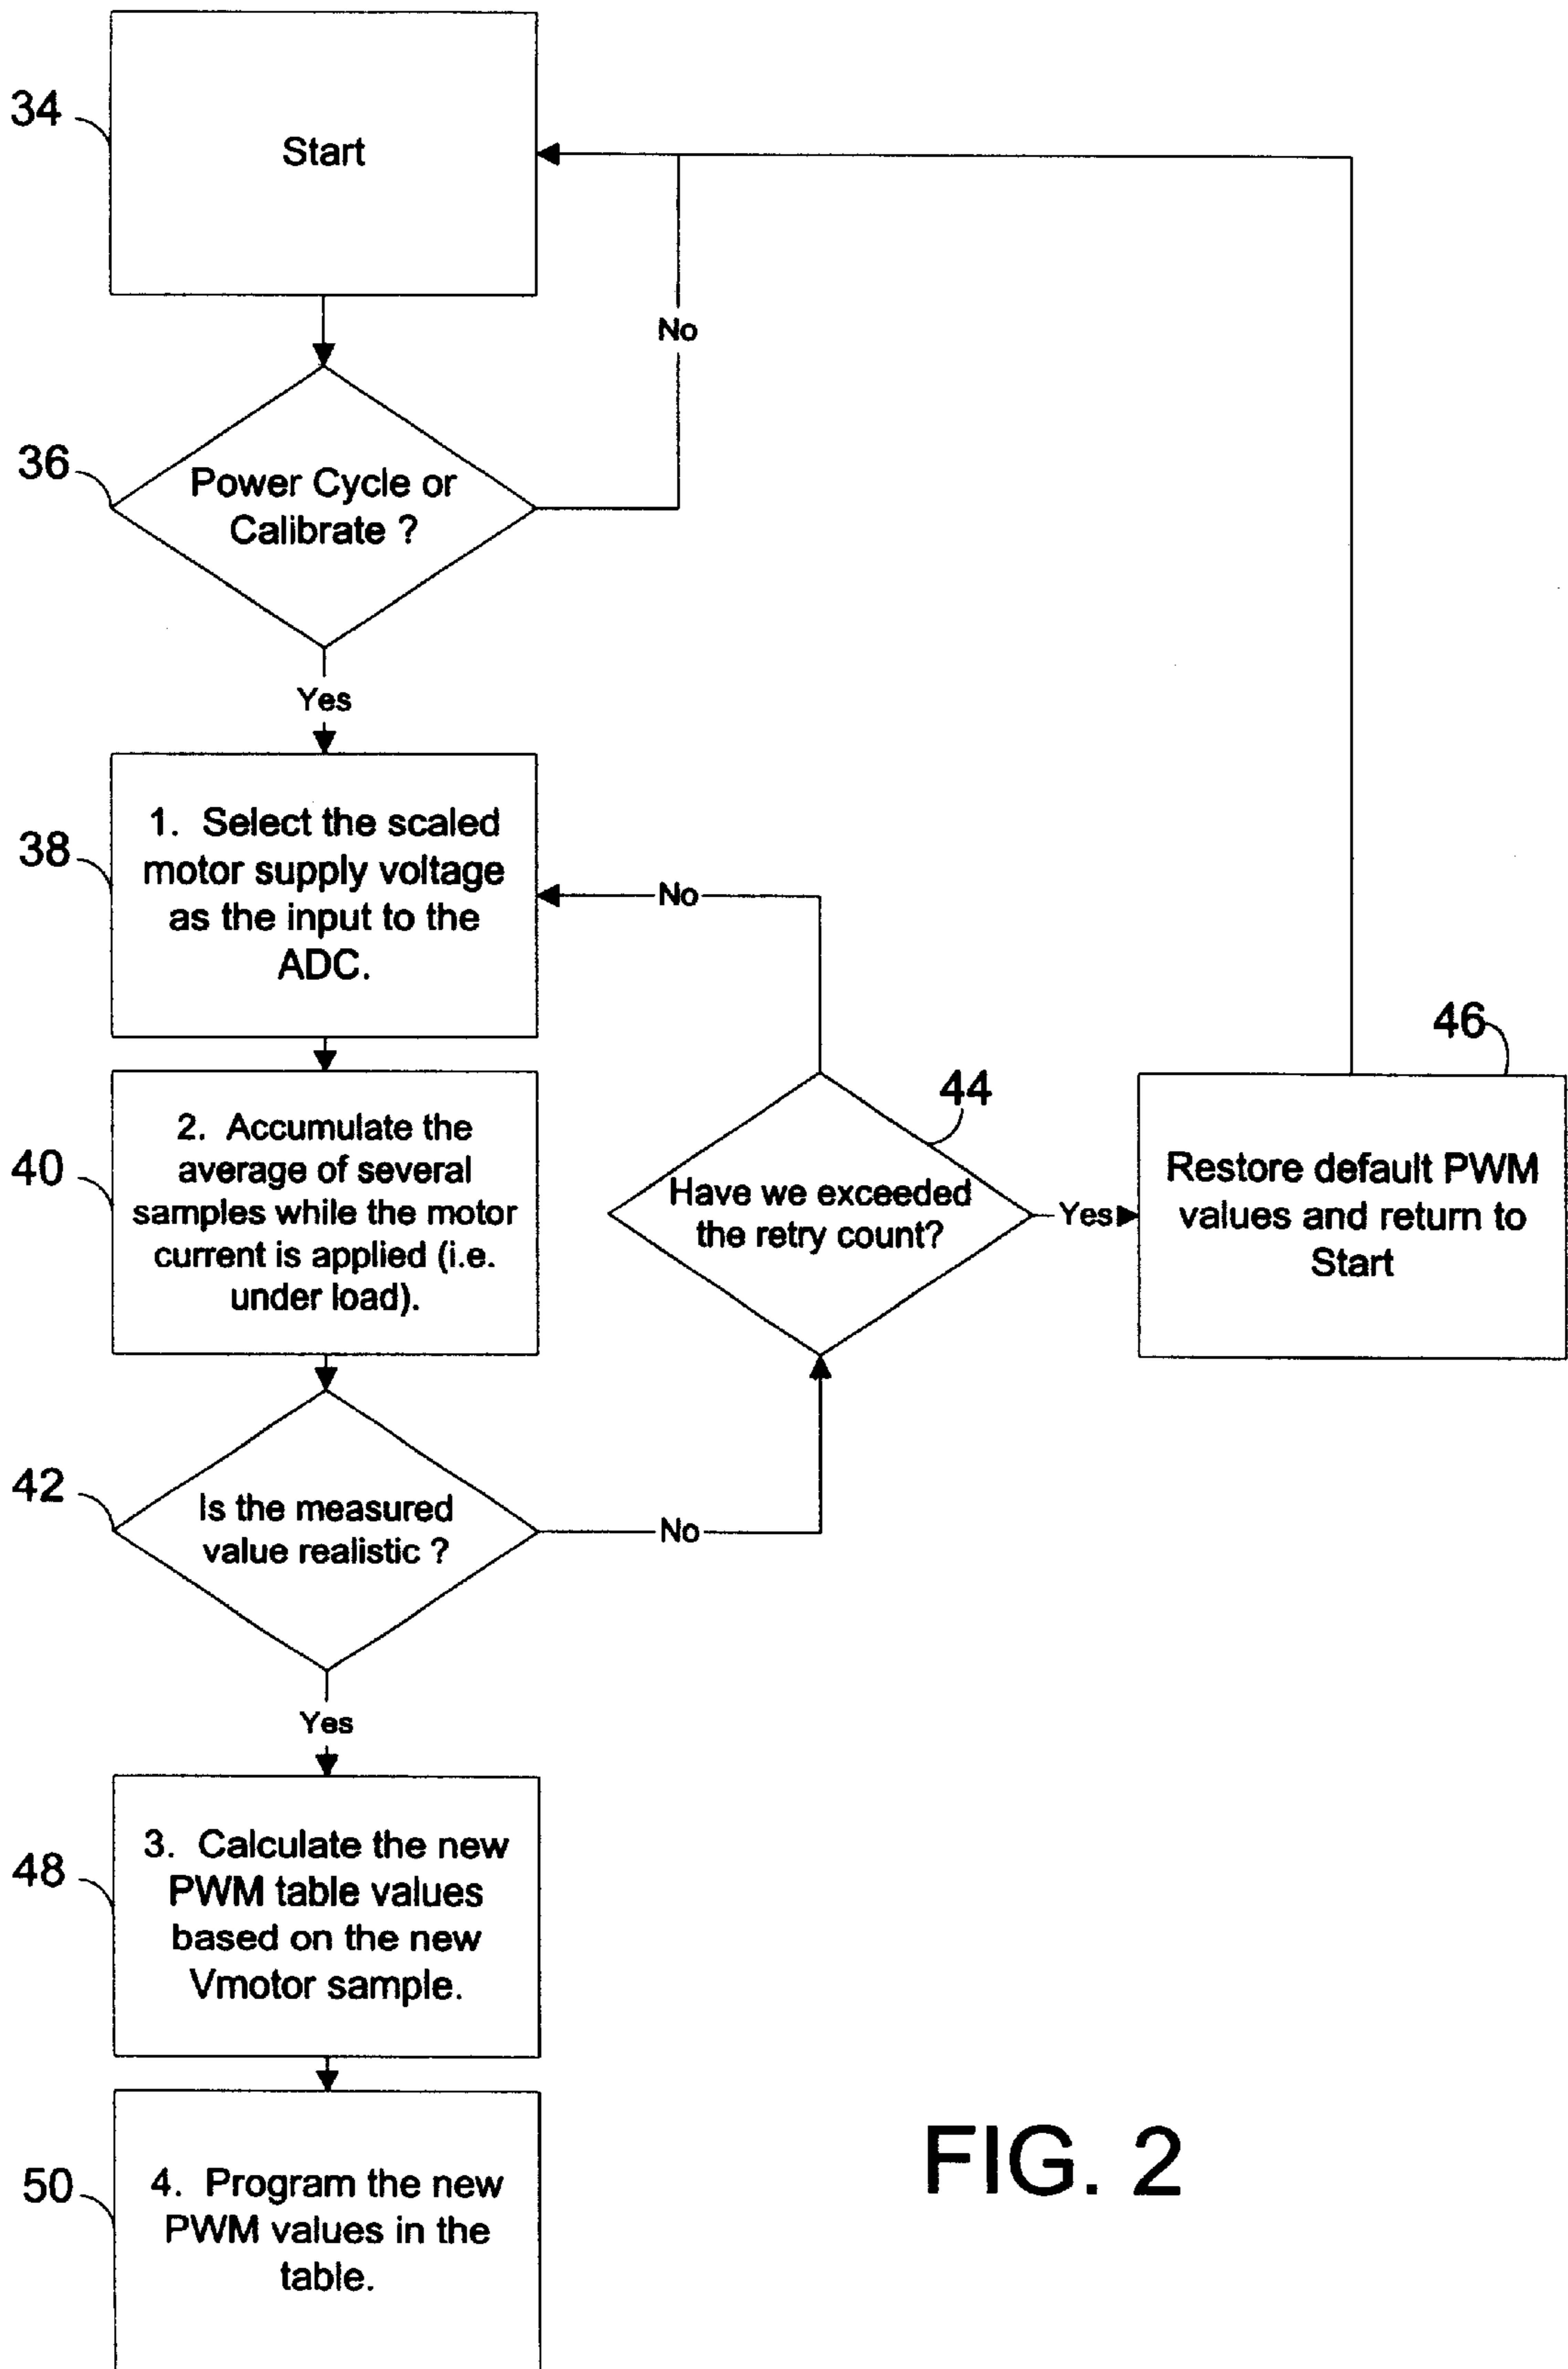 34
Start
No
36
Power Cycle or
Calibrate ?
Yes
38
1. Select the scaled
motor supply voltage
as the input to the
ADC.
No
40
2. Accumulate the
average of several
samples while the motor
current is applied (i.e.
under load).
44
Have we exceeded
the retry count?
Yes
46
Restore default PWM
values and return to
Start
42
Is the measured
value realistic ?
No
Yes
48
3. Calculate the new
PWM table values
based on the new
Vmotor sample.
50
4. Program the new
PWM values in the
table.
FIG. 2